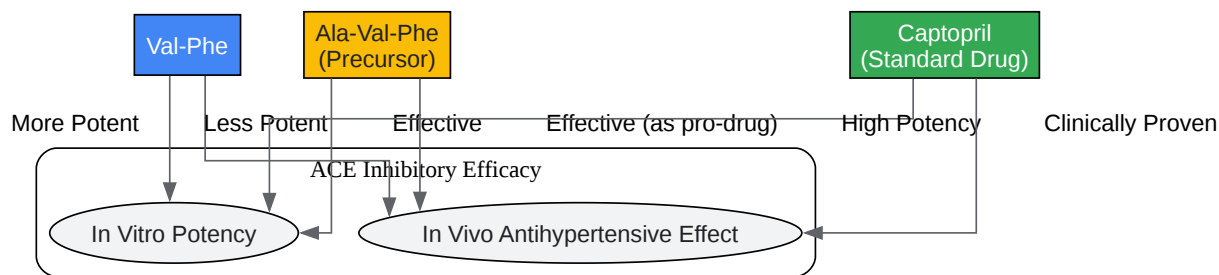 Val-Phe
Ala-Val-Phe
(Precursor)
Captopril
(Standard Drug)
More Potent
Less Potent
Effective
Effective (as pro-drug)
High Potency
Clinically Proven
ACE Inhibitory Efficacy
In Vitro Potency
In Vivo Antihypertensive Effect